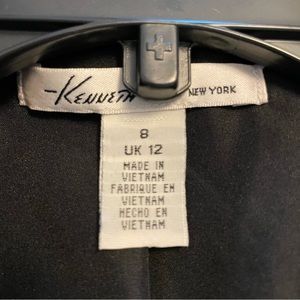 Kenneth
NEW YORK
8
UK 12
MADE IN
VIETNAM
FABRIQUE EN
VIETNAM
HECHO EN
VIETNAM